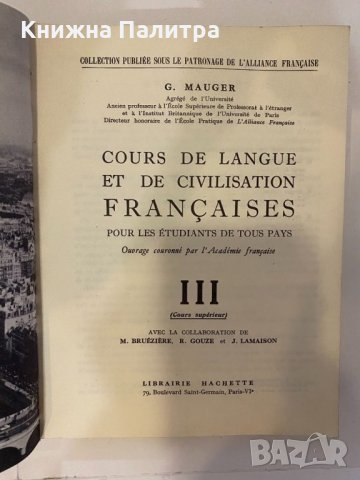 Книжна Палитра
COLLECTION PUBLIÉE SOUS LE PATRONAGE DE L'ALLIANCE FRANÇAISE
G. MAUGER
Agrégé de l'Université
Ancien professeur à l'École Supérieure de Professorat à l'étranger
et à l'Institut Britannique de l'Université de Paris
Directeur honoraire de l'École Pratique de L'Alliance Française
COURS DE LANGUE
ET DE CIVILISATION
FRANÇAISES
POUR LES ÉTUDIANTS DE TOUS PAYS
Ouvrage couronné par l'Académie française
III
(Cours supérieur)
AVEC LA COLLABORATION DE
M. BRUÉZIÈRE, R. GOUZE et J. LAMAISON
LIBRAIRIE HACHETTE
79, Boulevard Saint-Germain, Paris-VIe
BAZAR